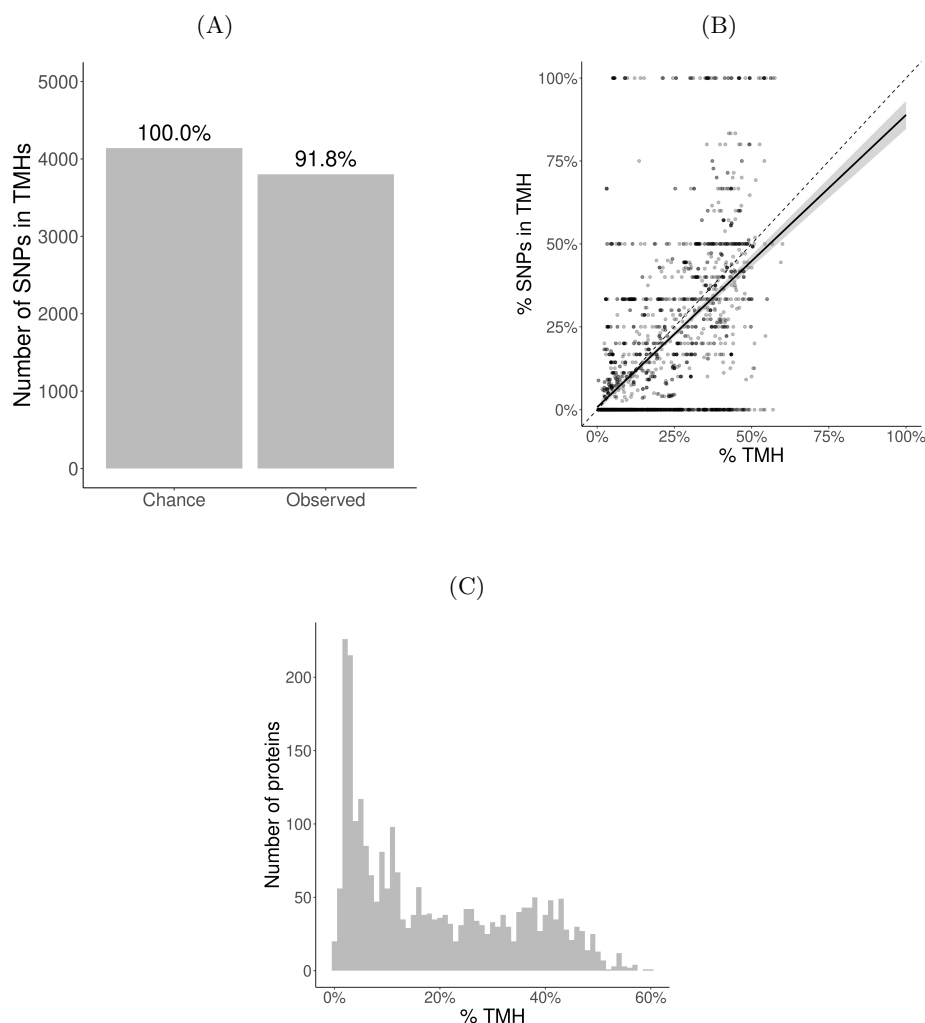 (A)
(B)
Number of SNPs in TMHs
5000
4000
3000
2000
1000
0
100.0%
91.8%
Chance
Observed
% SNPs in TMH
100%
75%
50%
25%
0%
0%
25%
50%
75%
100%
% TMH
(C)
Number of proteins
200
150
100
50
0
0%
20%
40%
60%
% TMH